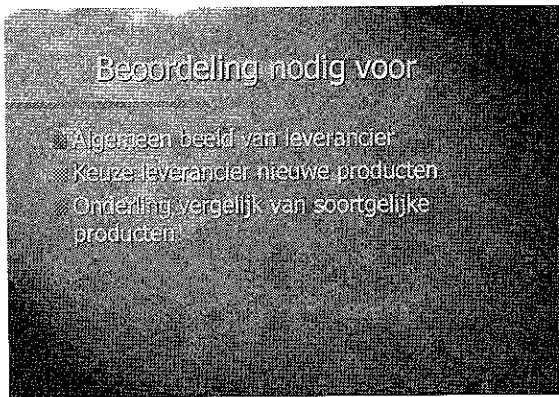 Beoordeling nodig voor
Algemeen beeld van leverancier
Keuze leverancier nieuwe producten
Onderling vergelijk van soortgelijke
producten